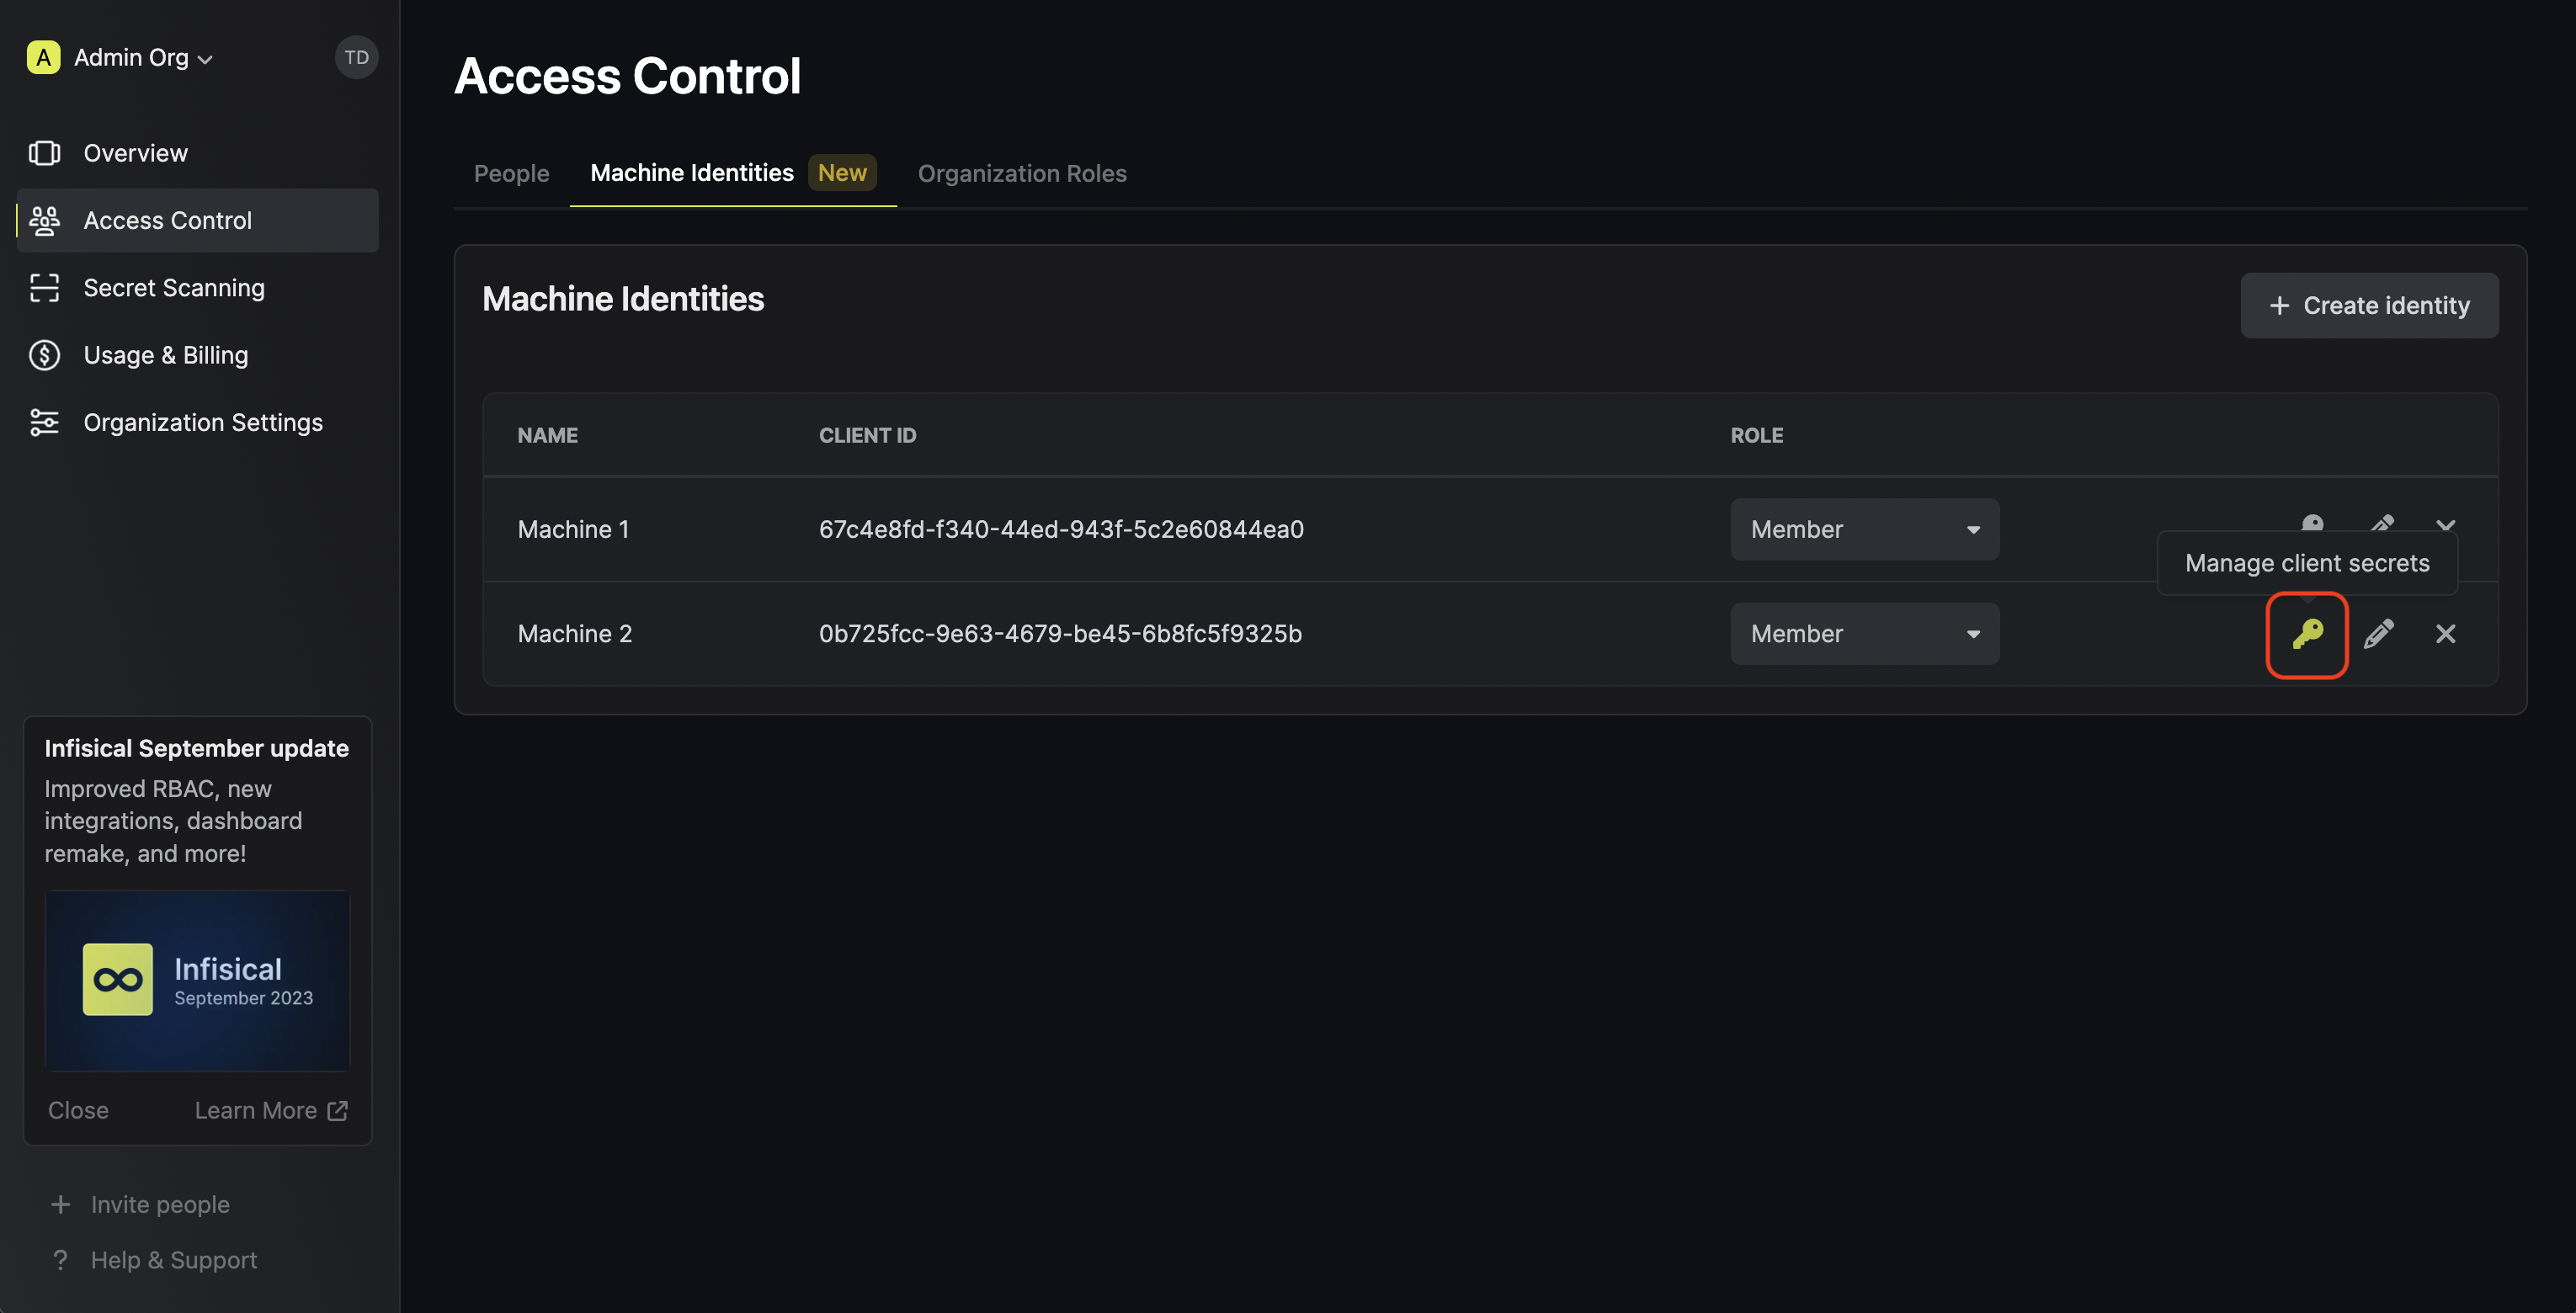 A Admin Org
TD
Overview
Access Control
Secret Scanning
Usage & Billing
Organization Settings
Infisical September update
Improved RBAC, new
integrations, dashboard
remake, and more!
Infisical
September 2023
Close
Learn More
Invite people
? Help & Support
Access Control
People
Machine Identities New
Organization Roles
Machine Identities
+ Create identity
NAME
CLIENT ID
ROLE
Machine 1
67c4e8fd-f340-44ed-943f-5c2e60844ea0
Member
Manage client secrets
Machine 2
0b725fcc-9e63-4679-be45-6b8fc5f9325b
Member